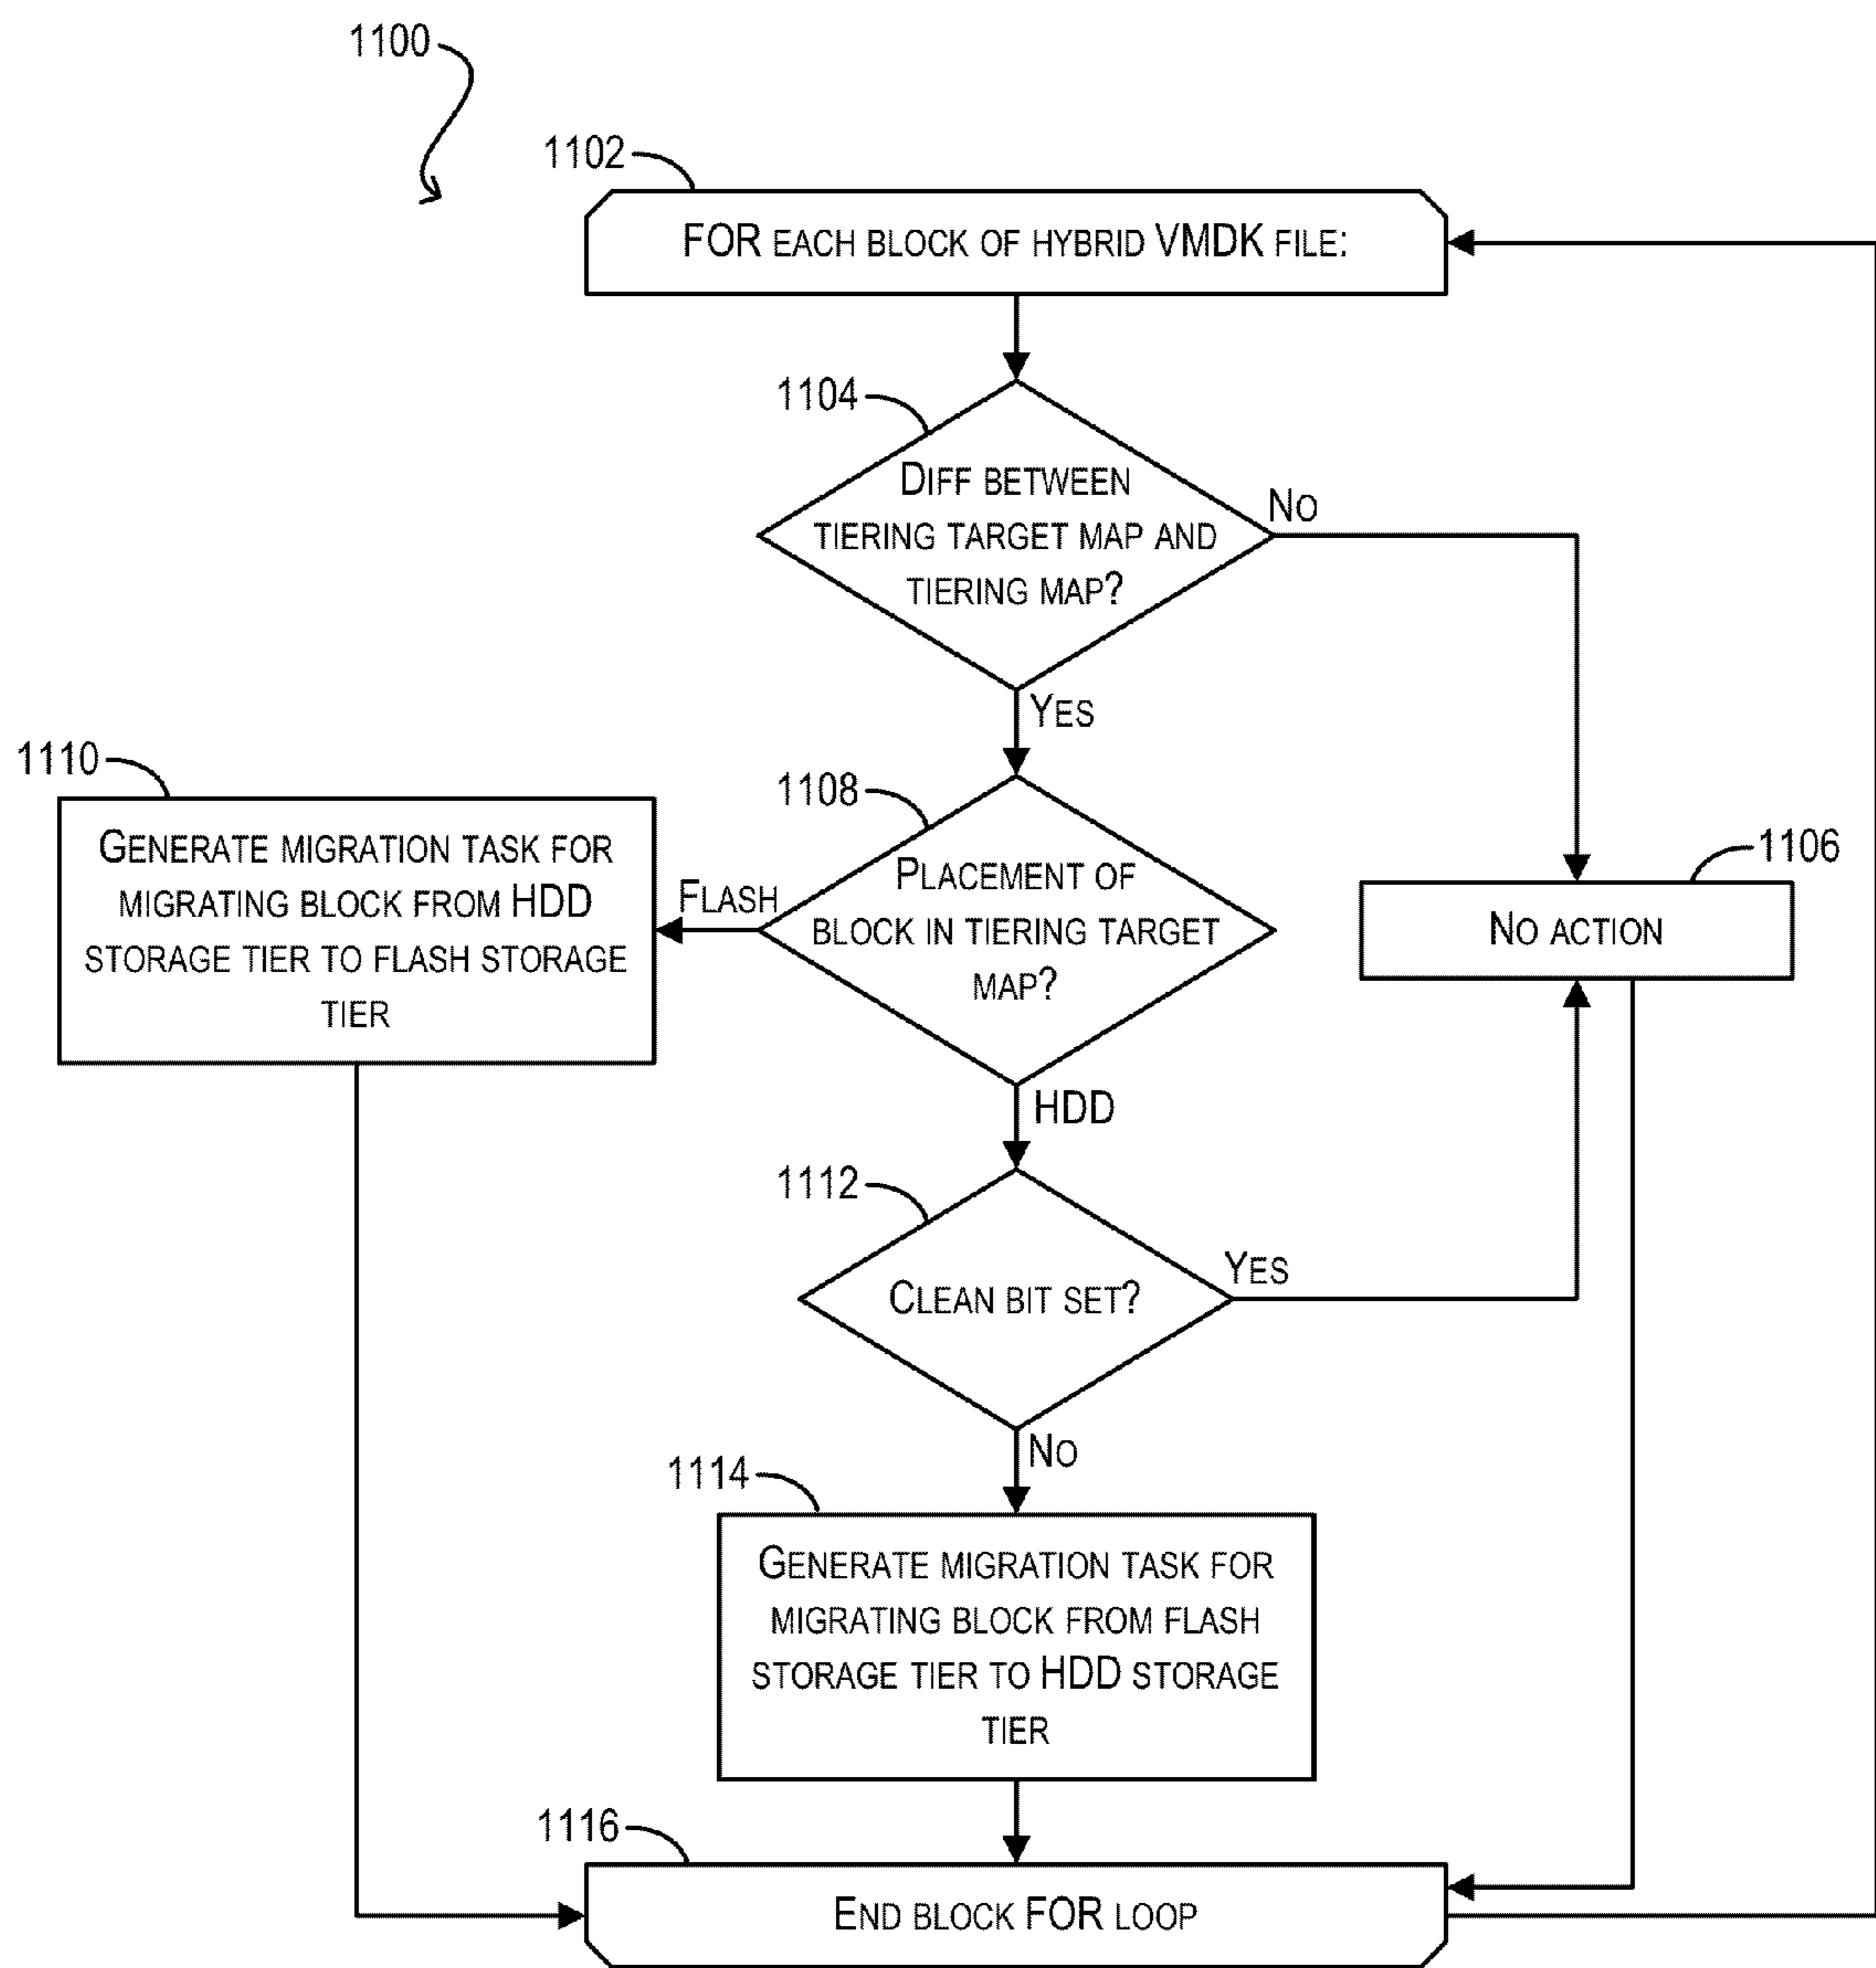 1100
1102
FOR EACH BLOCK OF HYBRID VMDK FILE:
1104
DIFF BETWEEN
TIERING TARGET MAP AND
TIERING MAP?
NO
YES
1110
GENERATE MIGRATION TASK FOR
MIGRATING BLOCK FROM HDD
STORAGE TIER TO FLASH STORAGE
TIER
FLASH
1108
PLACEMENT OF
BLOCK IN TIERING TARGET
MAP?
1106
NO ACTION
HDD
1112
CLEAN BIT SET?
YES
NO
1114
GENERATE MIGRATION TASK FOR
MIGRATING BLOCK FROM FLASH
STORAGE TIER TO HDD STORAGE
TIER
1116
END BLOCK FOR LOOP